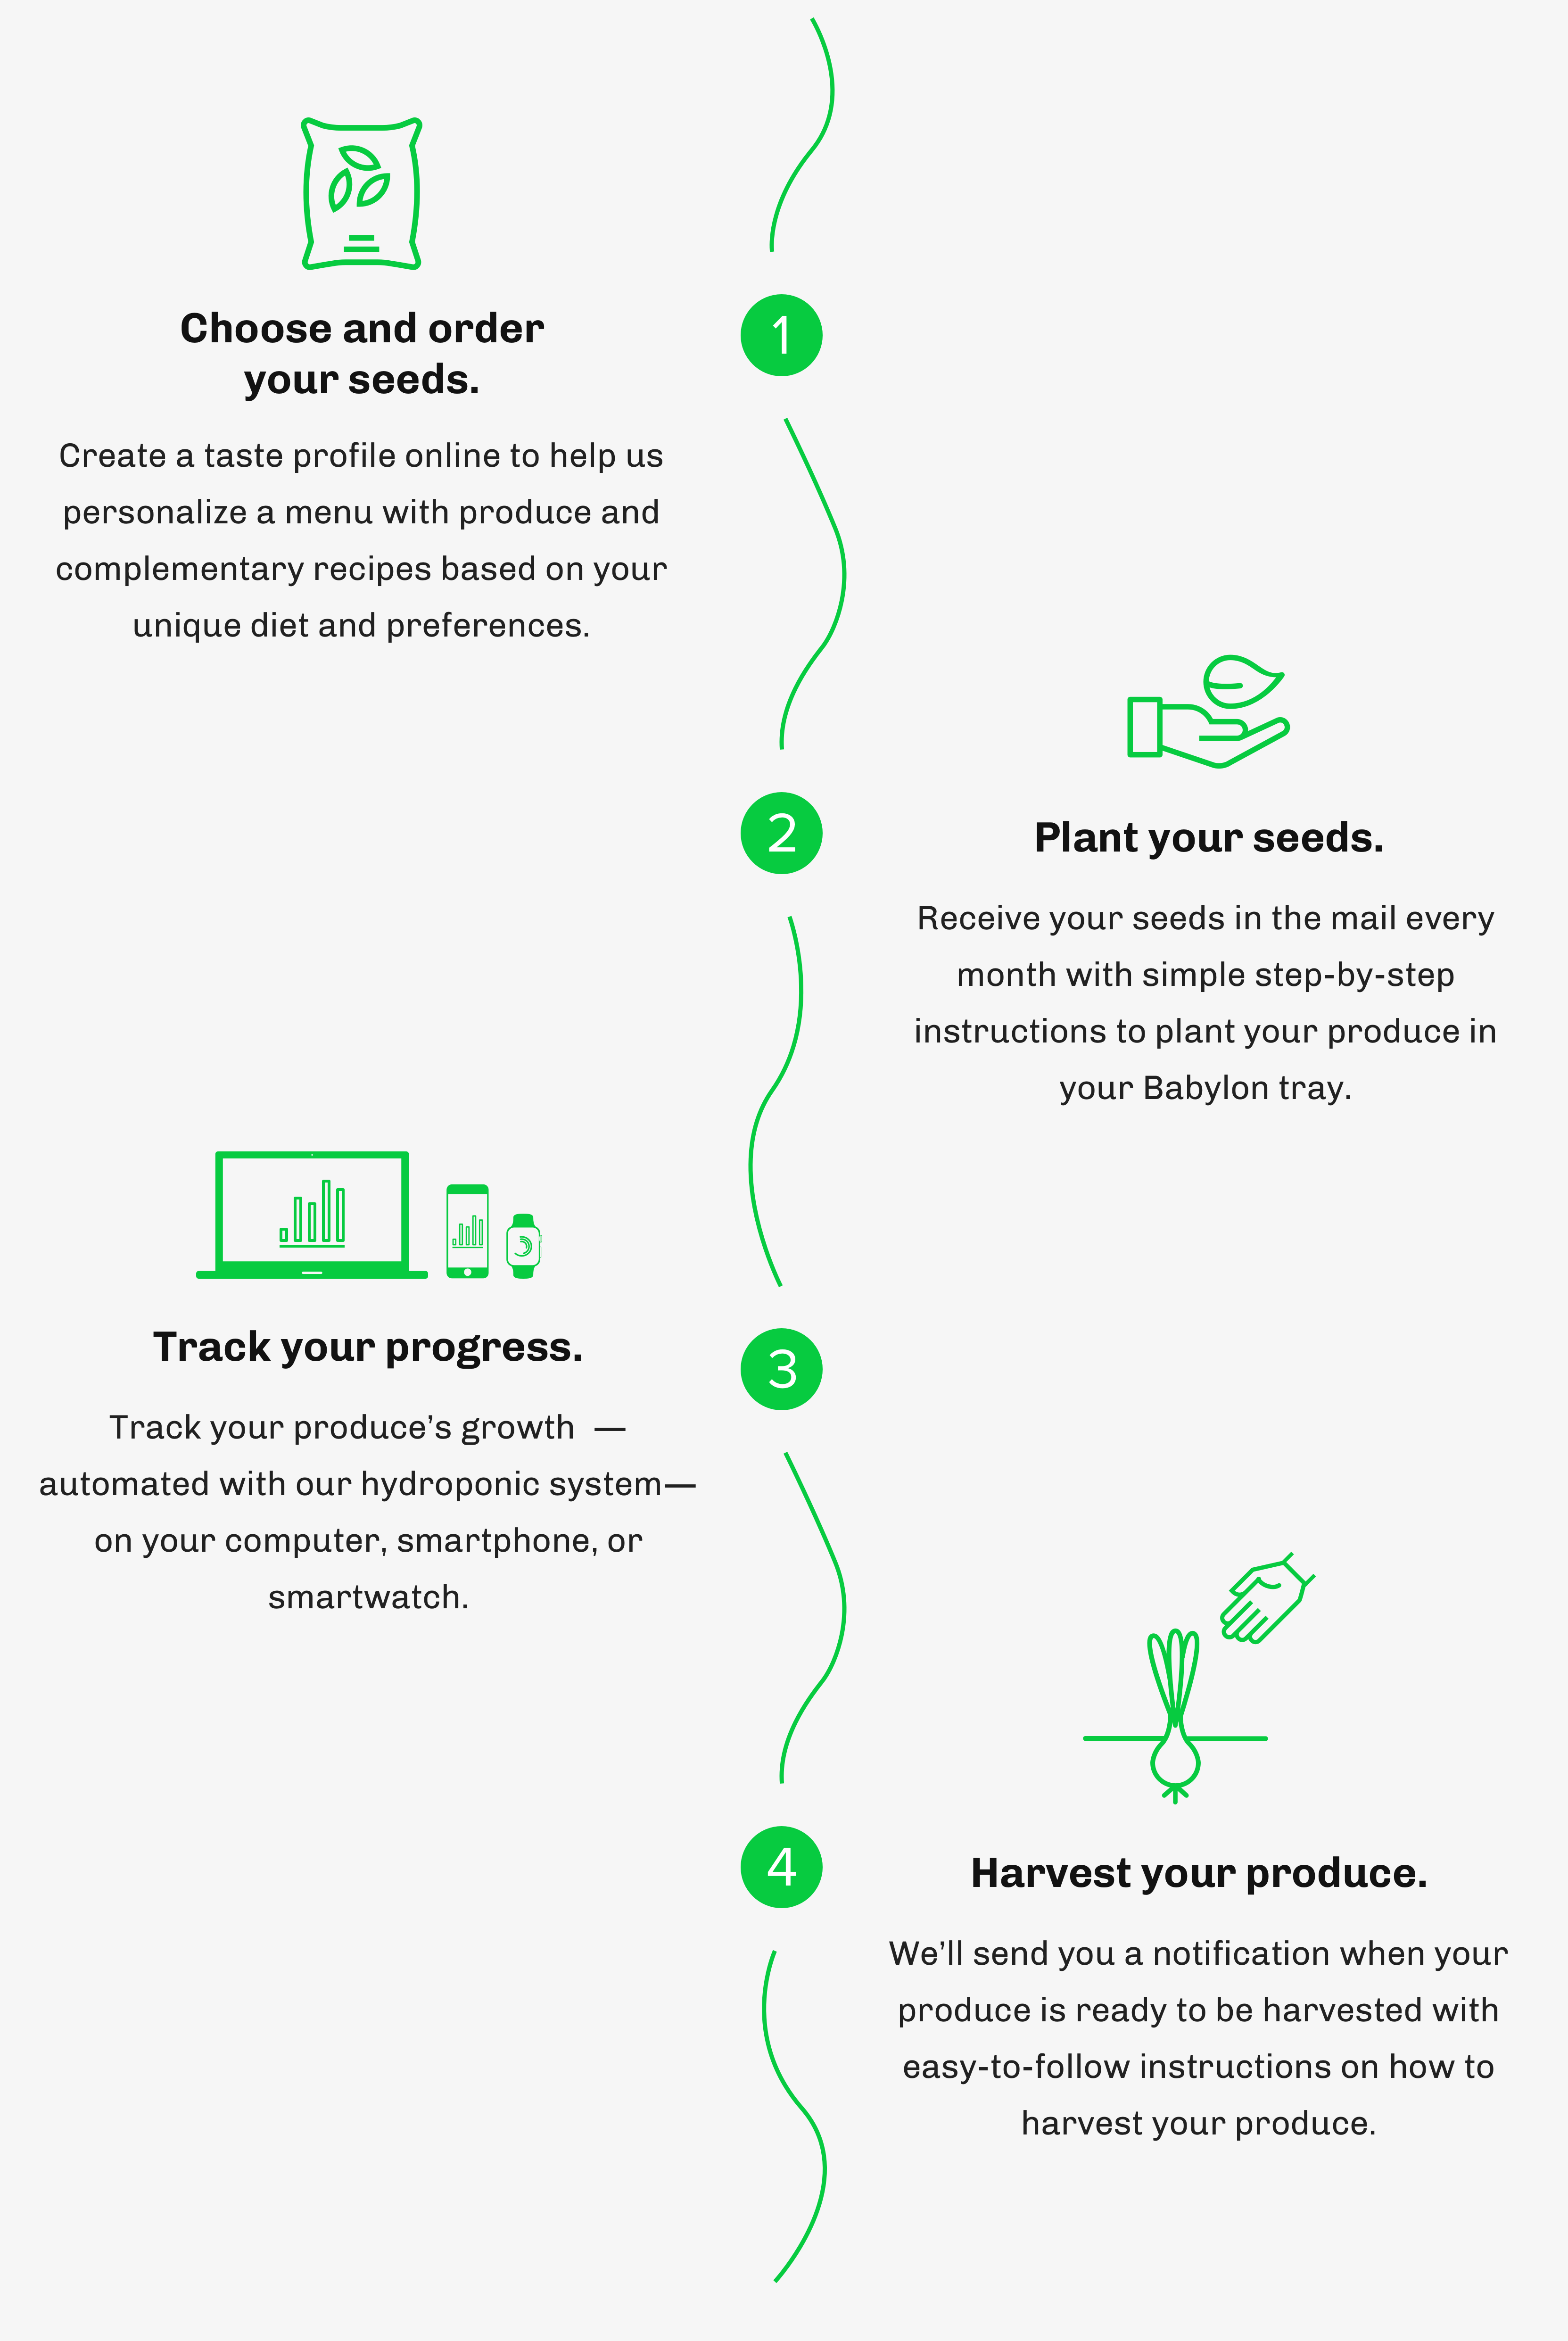 1
Choose and order
your seeds.
Create a taste profile online to help us
personalize a menu with produce and
complementary recipes based on your
unique diet and preferences.
2
Plant your seeds.
Receive your seeds in the mail every
month with simple step-by-step
instructions to plant your produce in
your Babylon tray.
3
Track your progress.
Track your produce’s growth —
automated with our hydroponic system—
on your computer, smartphone, or
smartwatch.
4
Harvest your produce.
We’ll send you a notification when your
produce is ready to be harvested with
easy-to-follow instructions on how to
harvest your produce.